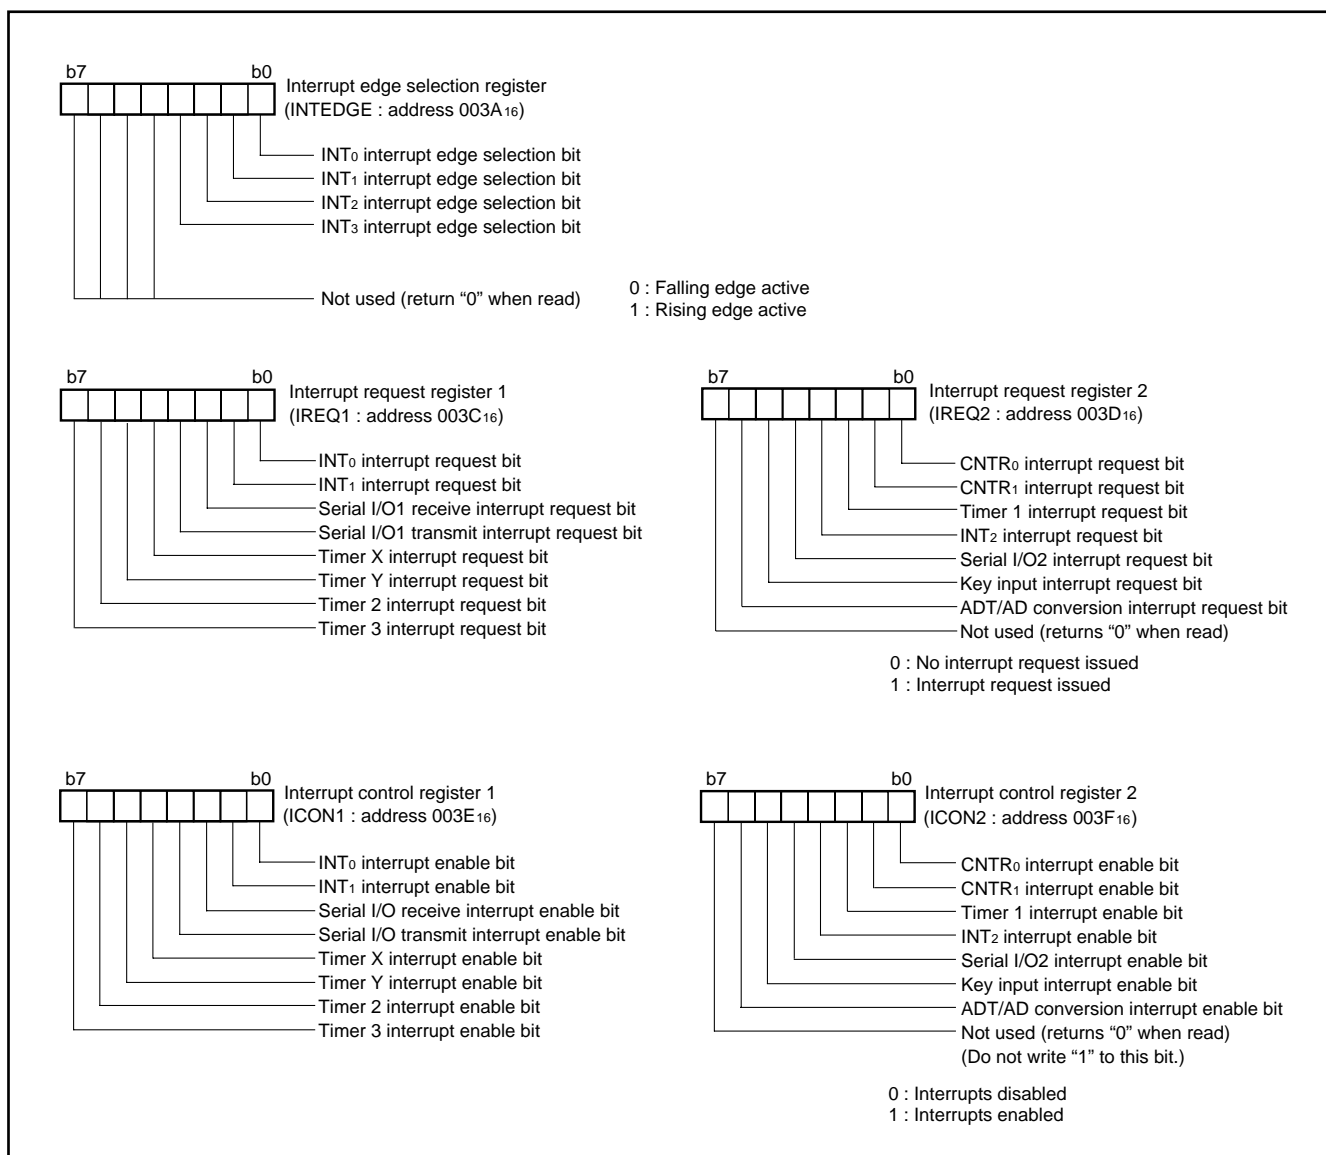 b7 b0
Interrupt edge selection register
(INTEDGE : address 003A16)
INT0 interrupt edge selection bit
INT1 interrupt edge selection bit
INT2 interrupt edge selection bit
INT3 interrupt edge selection bit
Not used (return “0” when read)
0 : Falling edge active
1 : Rising edge active
b7 b0
Interrupt request register 1
(IREQ1 : address 003C16)
INT0 interrupt request bit
INT1 interrupt request bit
Serial I/O1 receive interrupt request bit
Serial I/O1 transmit interrupt request bit
Timer X interrupt request bit
Timer Y interrupt request bit
Timer 2 interrupt request bit
Timer 3 interrupt request bit
b7 b0
Interrupt request register 2
(IREQ2 : address 003D16)
CNTR0 interrupt request bit
CNTR1 interrupt request bit
Timer 1 interrupt request bit
INT2 interrupt request bit
Serial I/O2 interrupt request bit
Key input interrupt request bit
ADT/AD conversion interrupt request bit
Not used (returns “0” when read)
0 : No interrupt request issued
1 : Interrupt request issued
b7 b0
Interrupt control register 1
(ICON1 : address 003E16)
INT0 interrupt enable bit
INT1 interrupt enable bit
Serial I/O receive interrupt enable bit
Serial I/O transmit interrupt enable bit
Timer X interrupt enable bit
Timer Y interrupt enable bit
Timer 2 interrupt enable bit
Timer 3 interrupt enable bit
b7 b0
Interrupt control register 2
(ICON2 : address 003F16)
CNTR0 interrupt enable bit
CNTR1 interrupt enable bit
Timer 1 interrupt enable bit
INT2 interrupt enable bit
Serial I/O2 interrupt enable bit
Key input interrupt enable bit
ADT/AD conversion interrupt enable bit
Not used (returns “0” when read)
(Do not write “1” to this bit.)
0 : Interrupts disabled
1 : Interrupts enabled